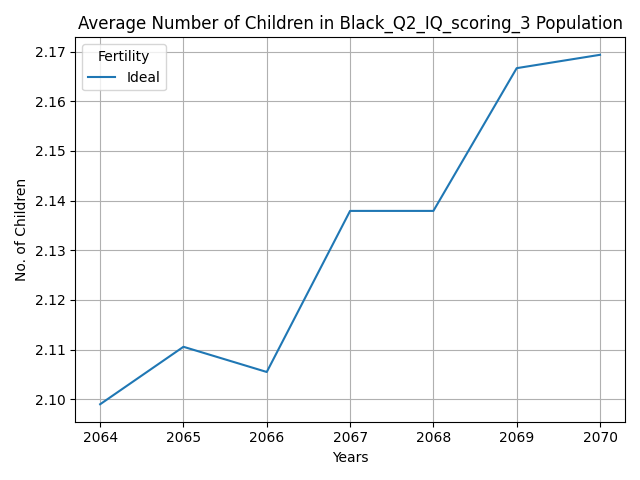 Average Number of Children in Black_Q2_IQ_scoring_3 Population
Fertility
Ideal
No. of Children
2.17
2.16
2.15
2.14
2.13
2.12
2.11
2.10
2064 2065 2066 2067 2068 2069 2070
Years